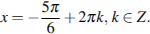 x = −5π/6 + 2πk, k ∈ Z.